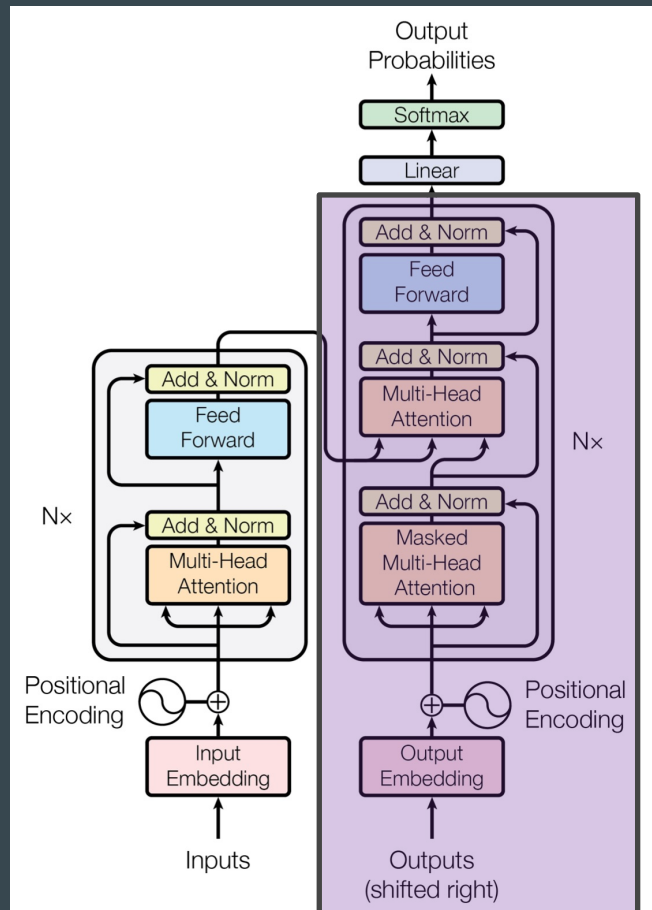 Output
Probabilities
Softmax
Linear
Add & Norm
Feed
Forward
Add & Norm
Multi-Head
Attention
Nx
Add & Norm
Masked
Multi-Head
Attention
Positional
Encoding
Output
Embedding
Outputs
(shifted right)
Add & Norm
Feed
Forward
Nx
Add & Norm
Multi-Head
Attention
Positional
Encoding
Input
Embedding
Inputs